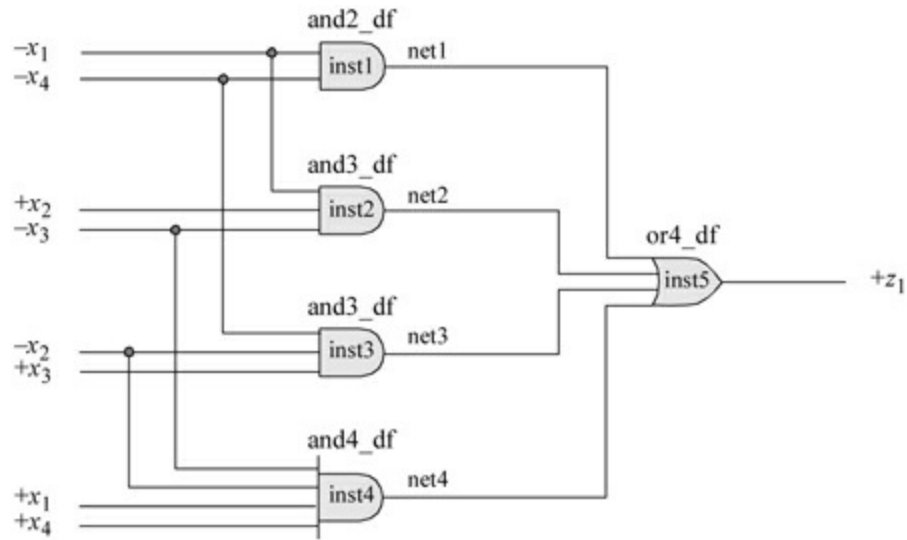 and2_df
–x1
–x4
inst1
net1
and3_df
+x2
–x3
inst2
net2
or4_df
inst5
+z1
and3_df
–x2
+x3
inst3
net3
and4_df
+x1
+x4
inst4
net4